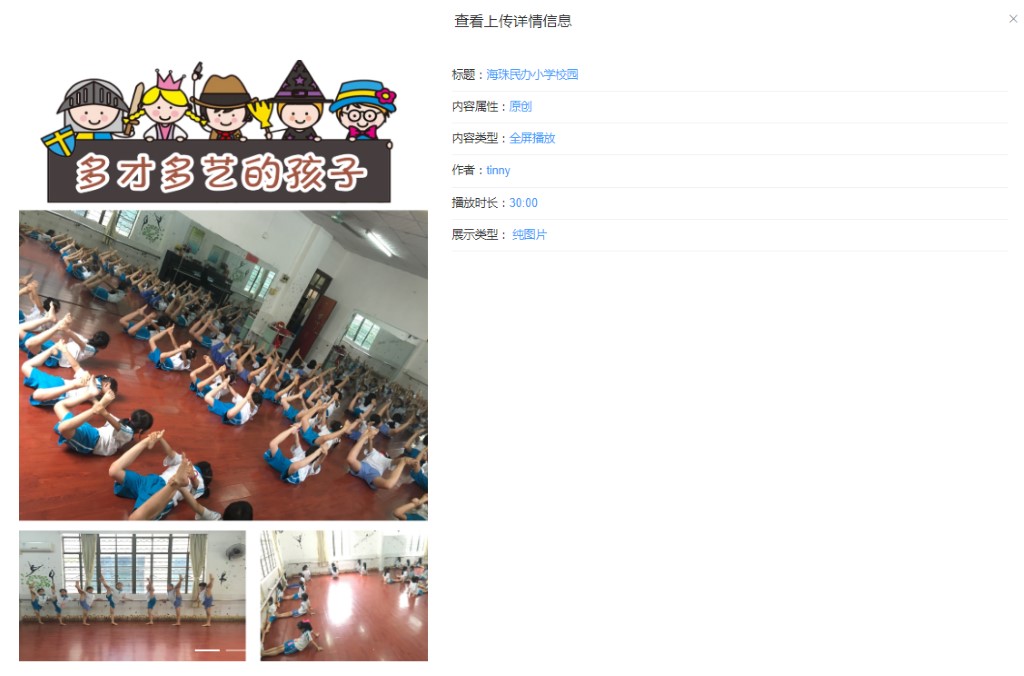 查看上传详情信息
多才多艺的孩子
标题：海珠民办小学校园
内容属性：原创
内容类型：全屏播放
作者：tinny
播放时长：30:00
展示类型： 纯图片